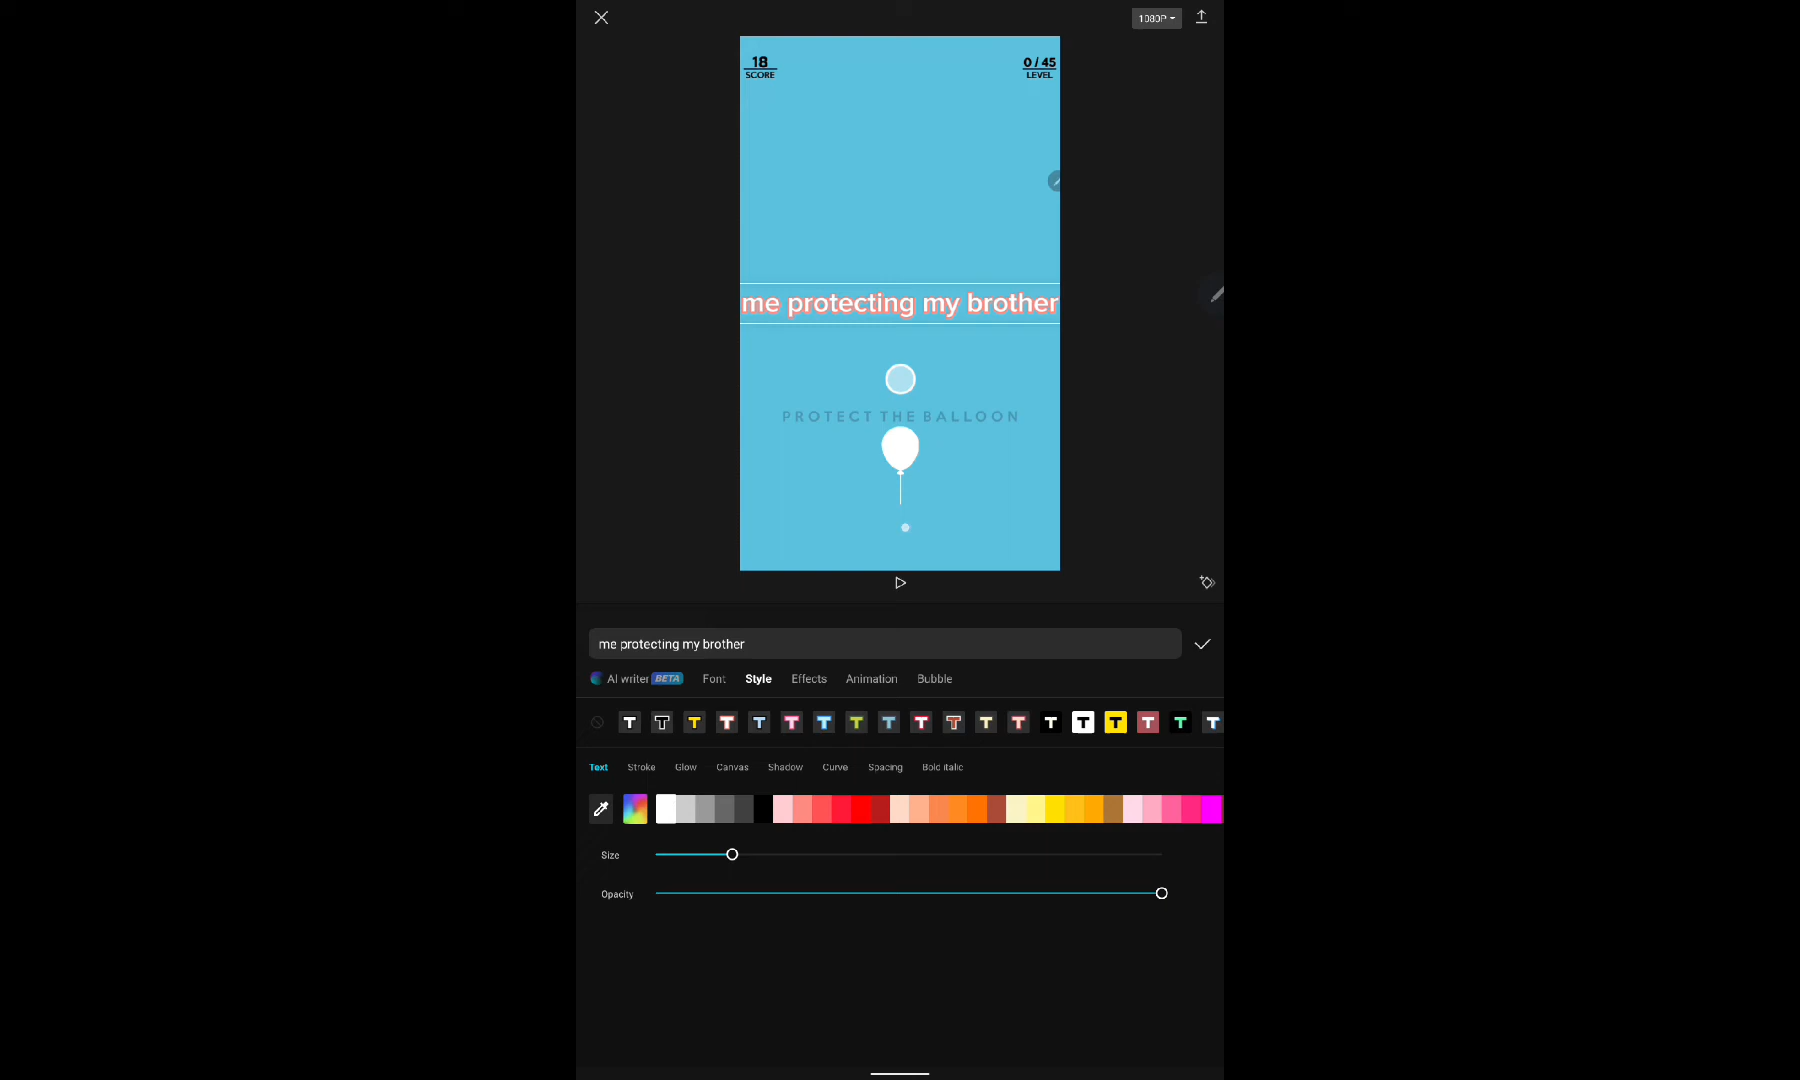 1080P
18
SCORE
0 / 45
LEVEL
me protecting my brother
PROTECT THE BALLOON
me protecting my brother
AI writer BETA Font Style Effects Animation Bubble
T T T T T T T T T T T T T T T T T T T
Text Stroke Glow Canvas Shadow Curve Spacing Bold italic
Size
Opacity